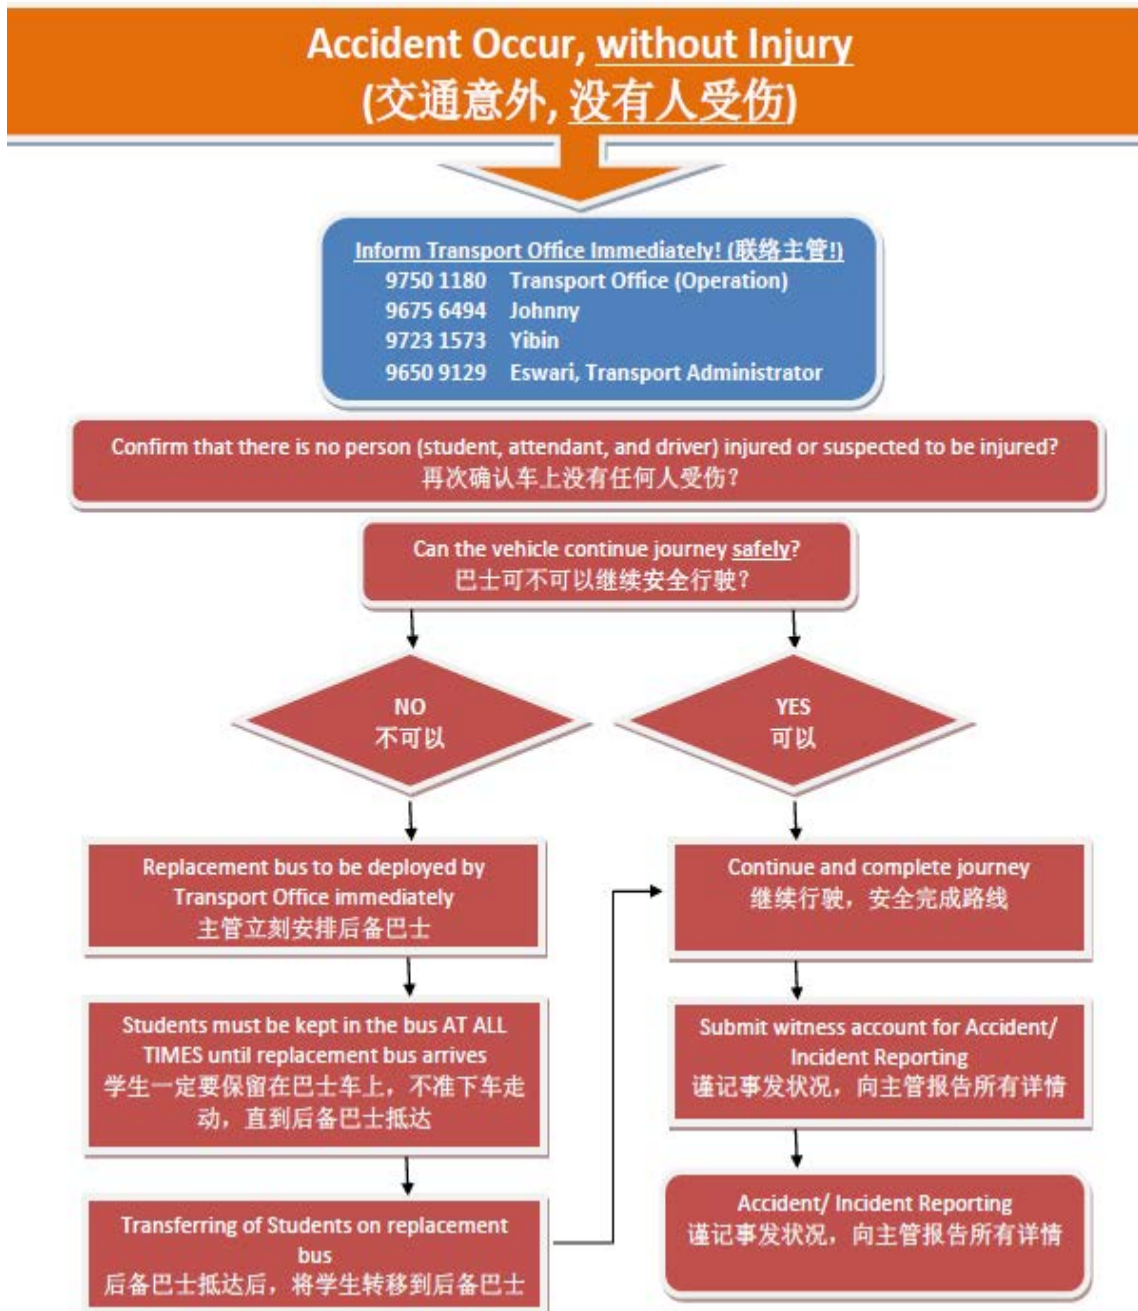 Accident Occur, without Injury
(交通意外, 没有人受伤)
Inform Transport Office Immediately! (联络主管!)
9750 1180 Transport Office (Operation)
9675 6494 Johnny
9723 1573 Yibin
9650 9129 Eswari, Transport Administrator
Confirm that there is no person (student, attendant, and driver) injured or suspected to be injured?
再次确认车上没有任何人受伤？
Can the vehicle continue journey safely?
巴士可不可以继续安全行驶？
NO
不可以
YES
可以
Replacement bus to be deployed by
Transport Office immediately
主管立刻安排后备巴士
Students must be kept in the bus AT ALL
TIMES until replacement bus arrives
学生一定要保留在巴士车上，不准下车走
动，直到后备巴士抵达
Transferring of Students on replacement
bus
后备巴士抵达后，将学生转移到后备巴士
Continue and complete journey
继续行驶，安全完成路线
Submit witness account for Accident/
Incident Reporting
谨记事发状况，向主管报告所有详情
Accident/ Incident Reporting
谨记事发状况，向主管报告所有详情